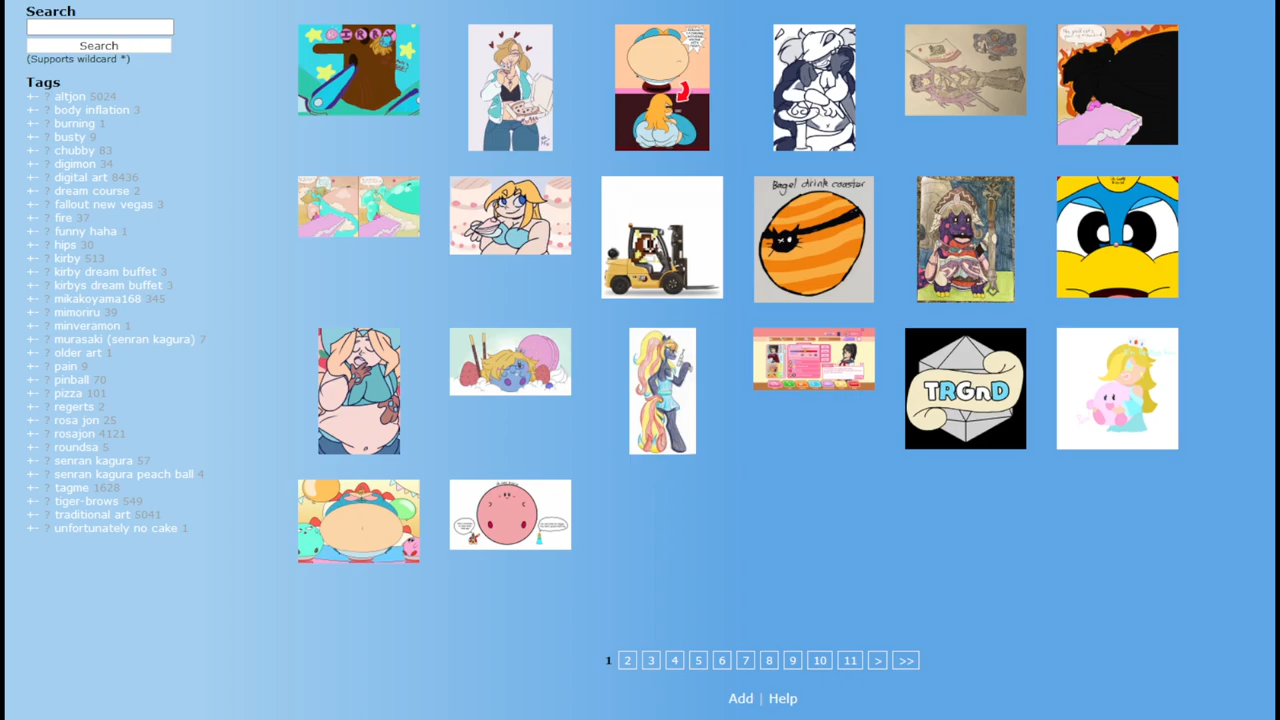 Search
Search
(Supports wildcard *)
Tags
+- ? altjon 5024
+- ? body inflation 3
+- ? burning 1
+- ? busty 9
+- ? chubby 83
+- ? digimon 34
+- ? digital art 8436
+- ? dream course 2
+- ? fallout new vegas 3
+- ? fire 37
+- ? funny haha 1
+- ? hips 30
+- ? kirby 513
+- ? kirby dream buffet 3
+- ? kirbys dream buffet 3
+- ? mikakoyama168 345
+- ? mimoriru 39
+- ? minveramon 1
+- ? murasaki (senran kagura) 7
+- ? older art 1
+- ? pain 9
+- ? pinball 70
+- ? pizza 101
+- ? regerts 2
+- ? rosa jon 25
+- ? rosajon 4121
+- ? roundsa 5
+- ? senran kagura 57
+- ? senran kagura peach ball 4
+- ? tagme 1628
+- ? tiger-brows 549
+- ? traditional art 5041
+- ? unfortunately no cake 1
KIRBY
Bagel drink coaster
TRGnD
1 2 3 4 5 6 7 8 9 10 11 > >>
Add | Help